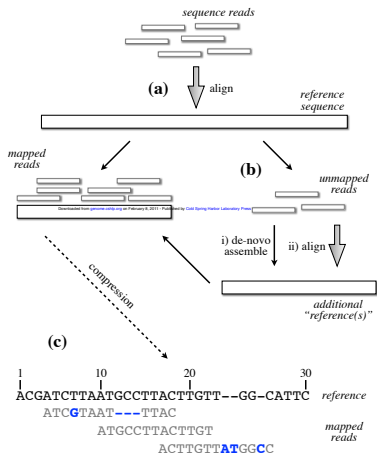 sequence reads
(a)
align
reference
sequence
mapped
reads
(b)
unmapped
reads
Downloaded from genome.cshlp.org on February 8, 2011 - Published by Cold Spring Harbor Laboratory Press
i) de-novo
assemble
ii) align
compression
additional
"reference(s)"
(c)
1 10 20 30
ACGATCTTAATGCCTTACTTGTT--GG-CATTC reference
ATCGTAAT---TTAC
mapped
reads
ATGCCTTACTTGT
ACTTGTTATGGCC